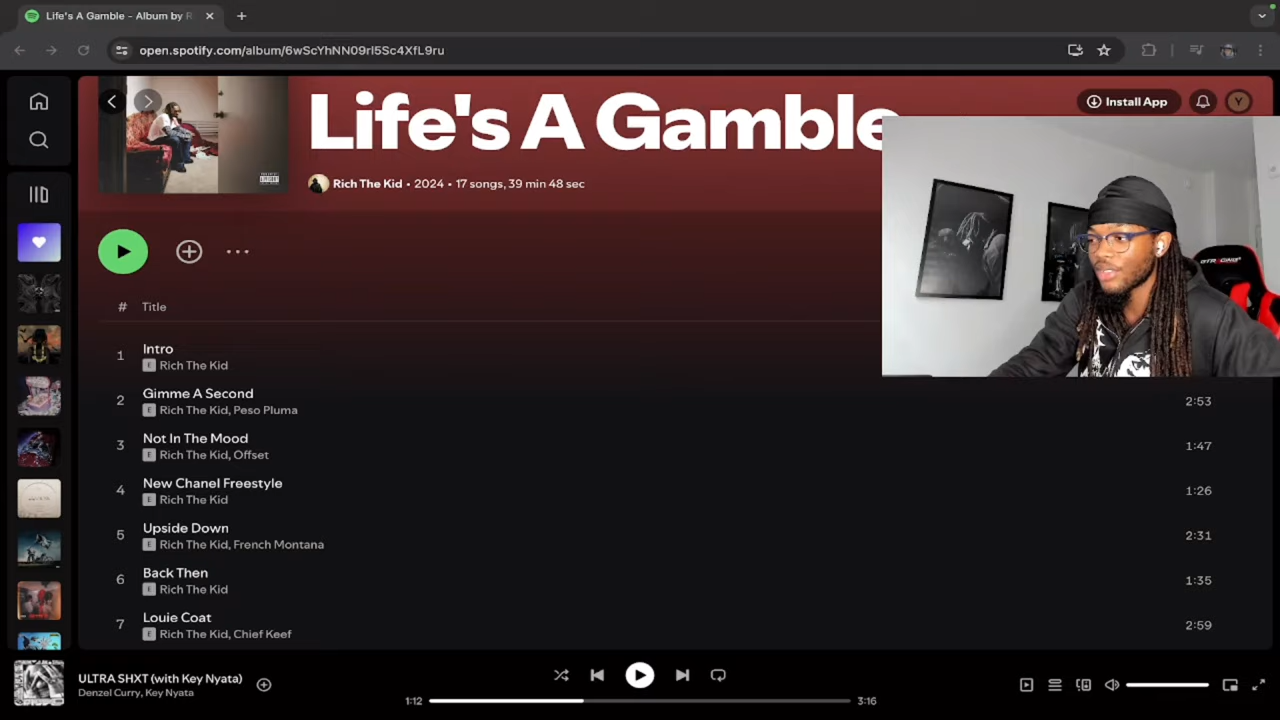 Life's A Gamble - Album by R
open.spotify.com/album/6wScYhNN09rI5Sc4XfL9ru
Life's A Gamble
Install App
Y
Rich The Kid • 2024 • 17 songs, 39 min 48 sec
# Title
1 Intro
E Rich The Kid
2 Gimme A Second 2:53
E Rich The Kid, Peso Pluma
3 Not In The Mood 1:47
E Rich The Kid, Offset
4 New Chanel Freestyle 1:26
E Rich The Kid
5 Upside Down 2:31
E Rich The Kid, French Montana
6 Back Then 1:35
E Rich The Kid
7 Louie Coat 2:59
E Rich The Kid, Chief Keef
ULTRA SHXT (with Key Nyata)
Denzel Curry, Key Nyata
1:12 3:16
GTRACING